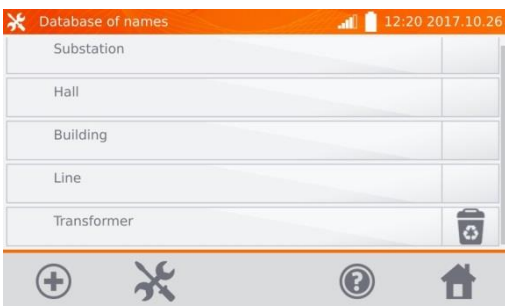 Database of names 12:20 2017.10.26
Substation
Hall
Building
Line
Transformer